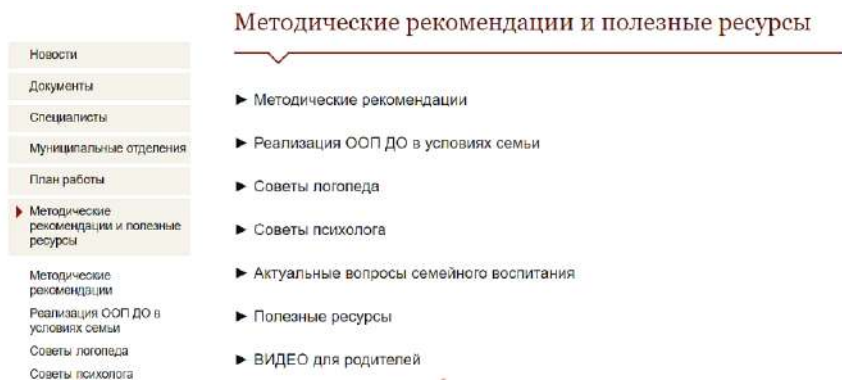 Методические рекомендации и полезные ресурсы
Новости
Документы
Специалисты
Муниципальные отделения
План работы
Методические
рекомендации и полезные
ресурсы
Методические
рекомендации
Реализация ООП ДО в
условиях семьи
Советы логопеда
Советы психолога
► Методические рекомендации
► Реализация ООП ДО в условиях семьи
► Советы логопеда
► Советы психолога
► Актуальные вопросы семейного воспитания
► Полезные ресурсы
► ВИДЕО для родителей